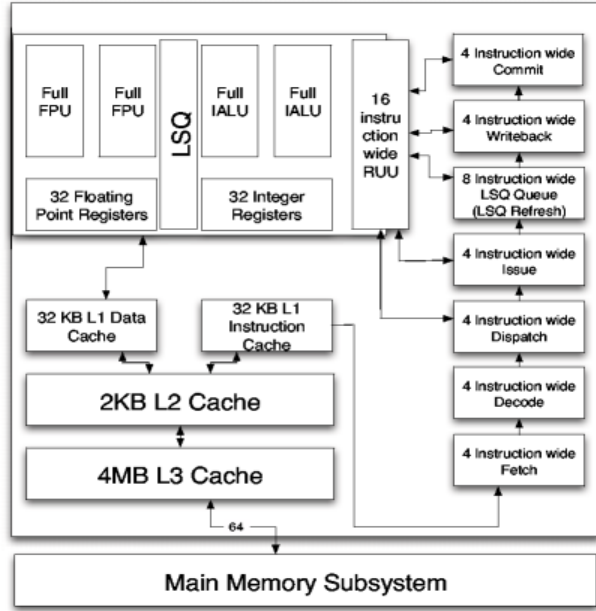 Full
FPU
Full
FPU
LSQ
Full
IALU
Full
IALU
16
instruc
tion
wide
RUU
32 Floating
Point Registers
32 Integer
Registers
4 Instruction wide
Commit
4 Instruction wide
Writeback
8 Instruction wide
LSQ Queue
(LSQ Refresh)
4 Instruction wide
Issue
4 Instruction wide
Dispatch
4 Instruction wide
Decode
4 Instruction wide
Fetch
32 KB L1 Data
Cache
32 KB L1
Instruction
Cache
2KB L2 Cache
4MB L3 Cache
64
Main Memory Subsystem